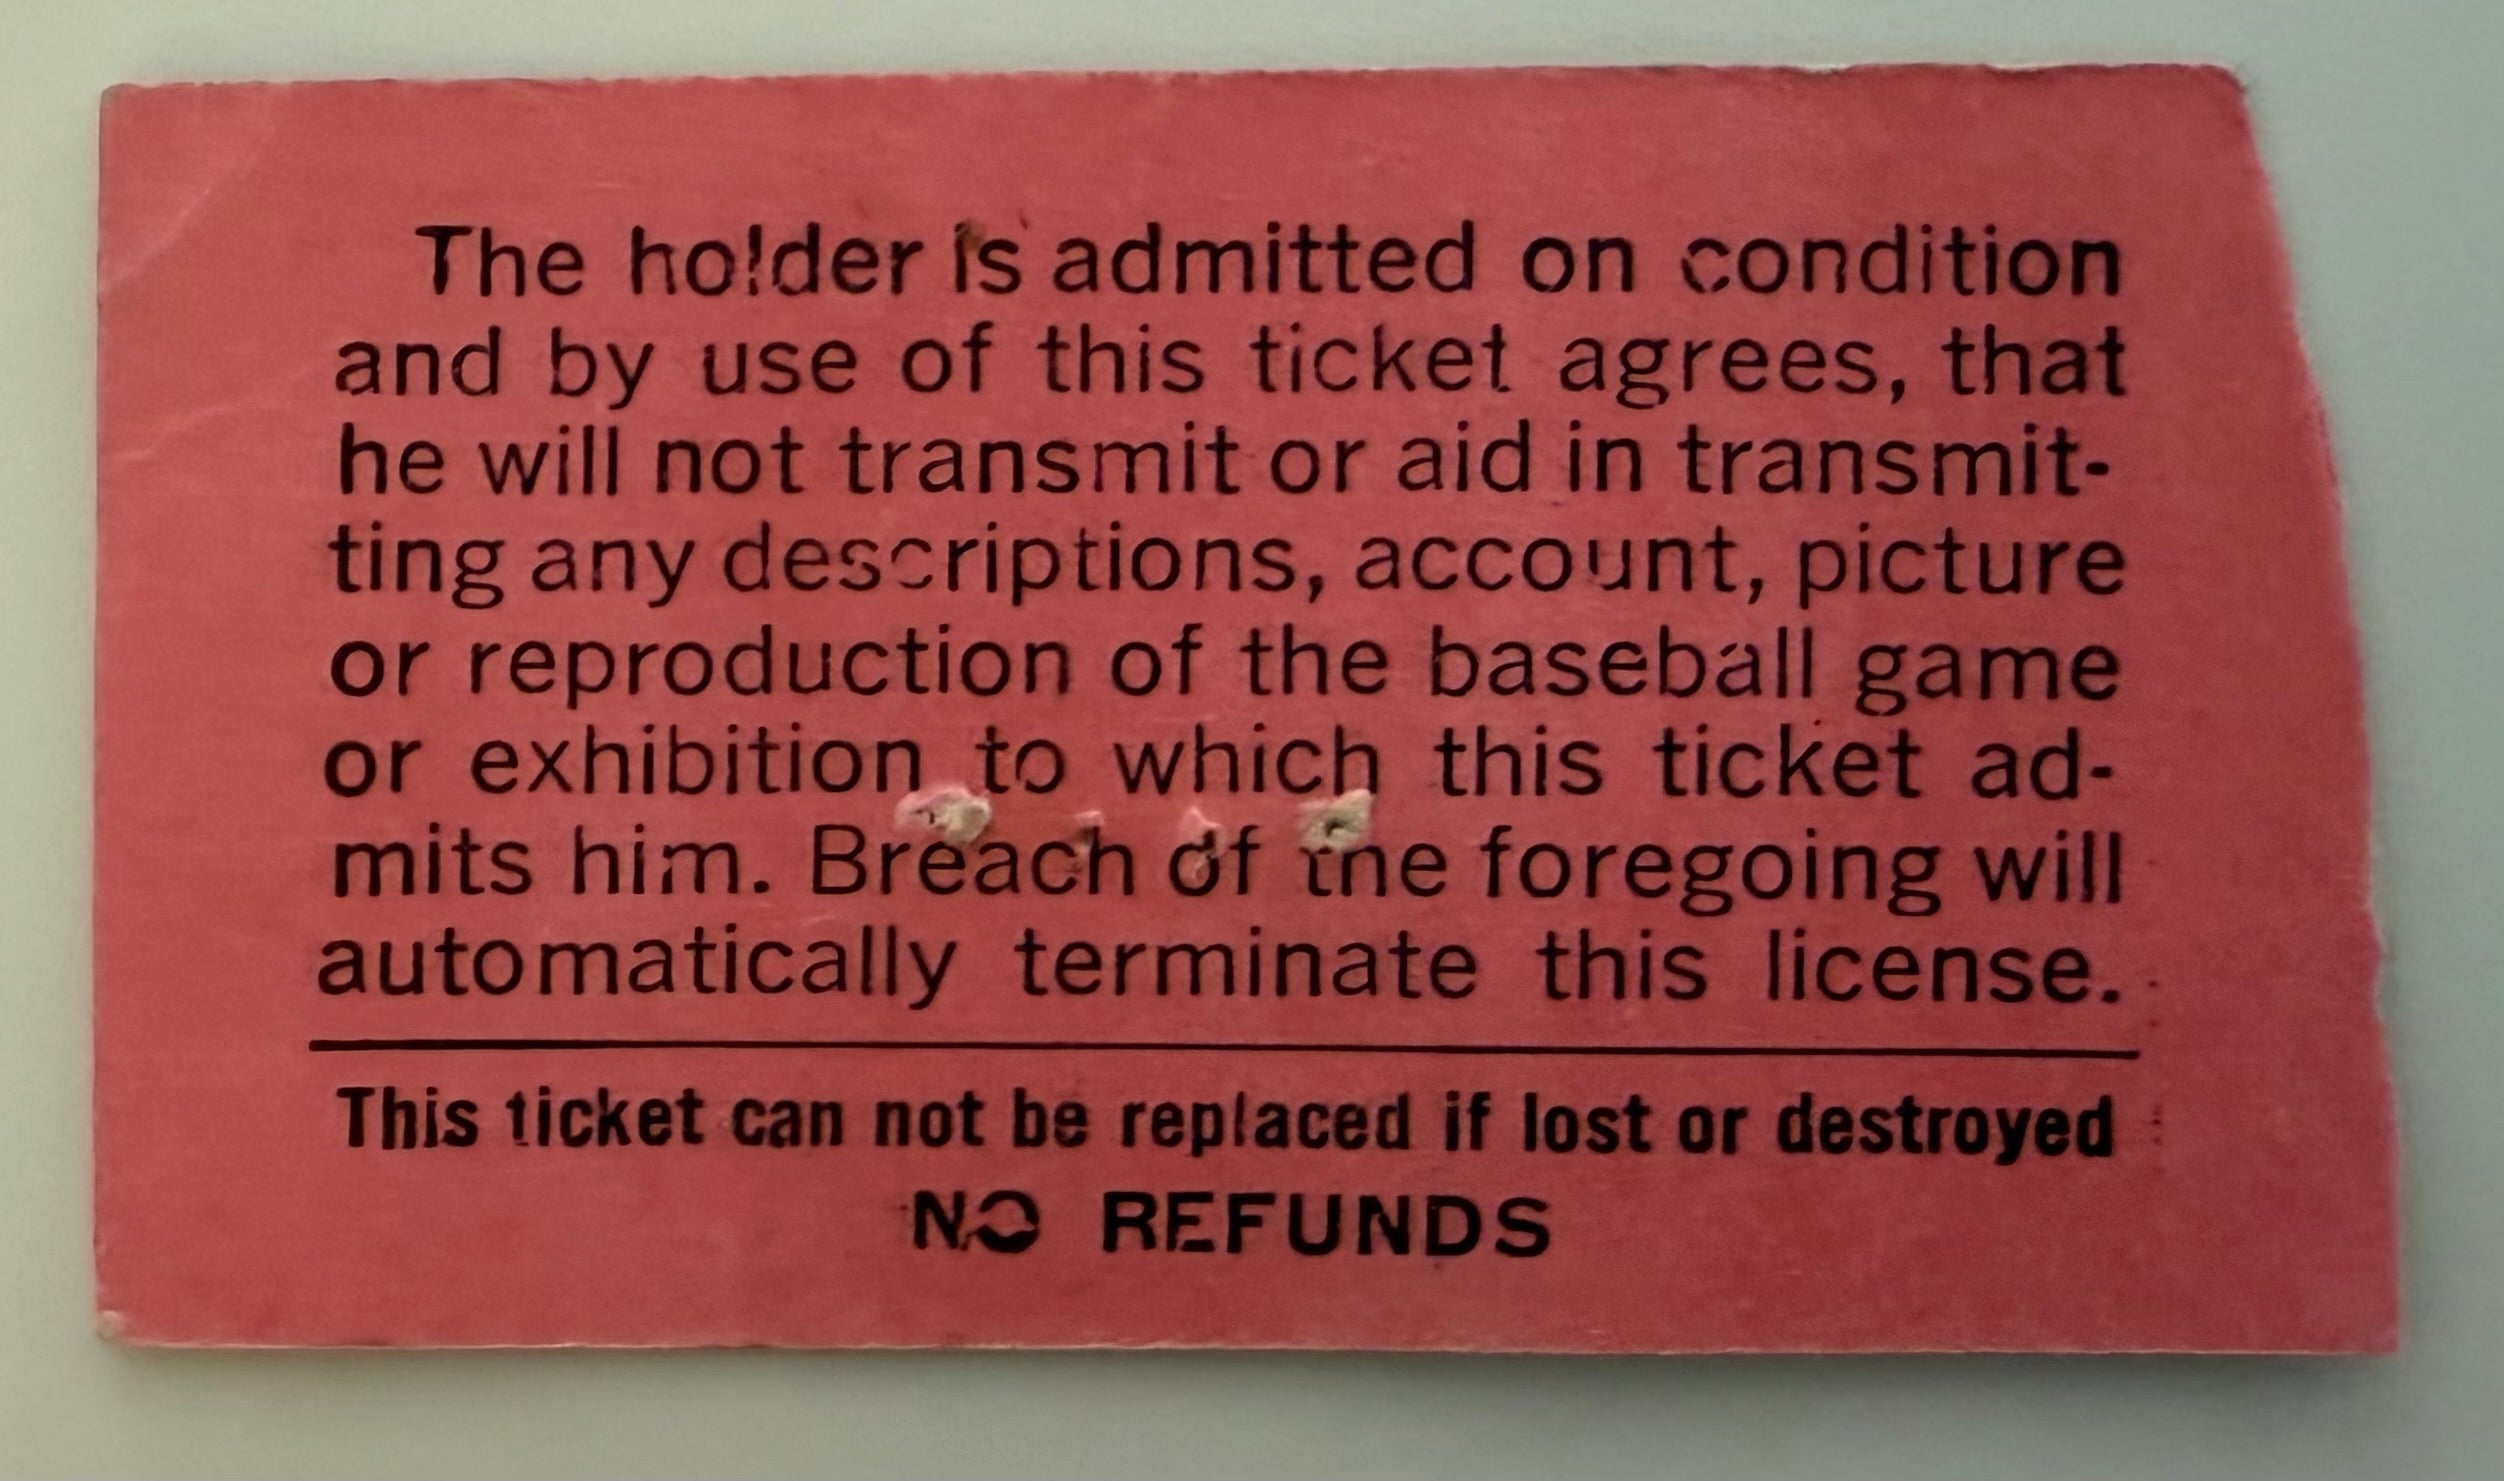 The holder is admitted on condition
and by use of this ticket agrees, that
he will not transmit or aid in transmit-
ting any descriptions, account, picture
or reproduction of the baseball game
or exhibition to which this ticket ad-
mits him. Breach of the foregoing will
automatically terminate this license.
This ticket can not be replaced if lost or destroyed
NO REFUNDS